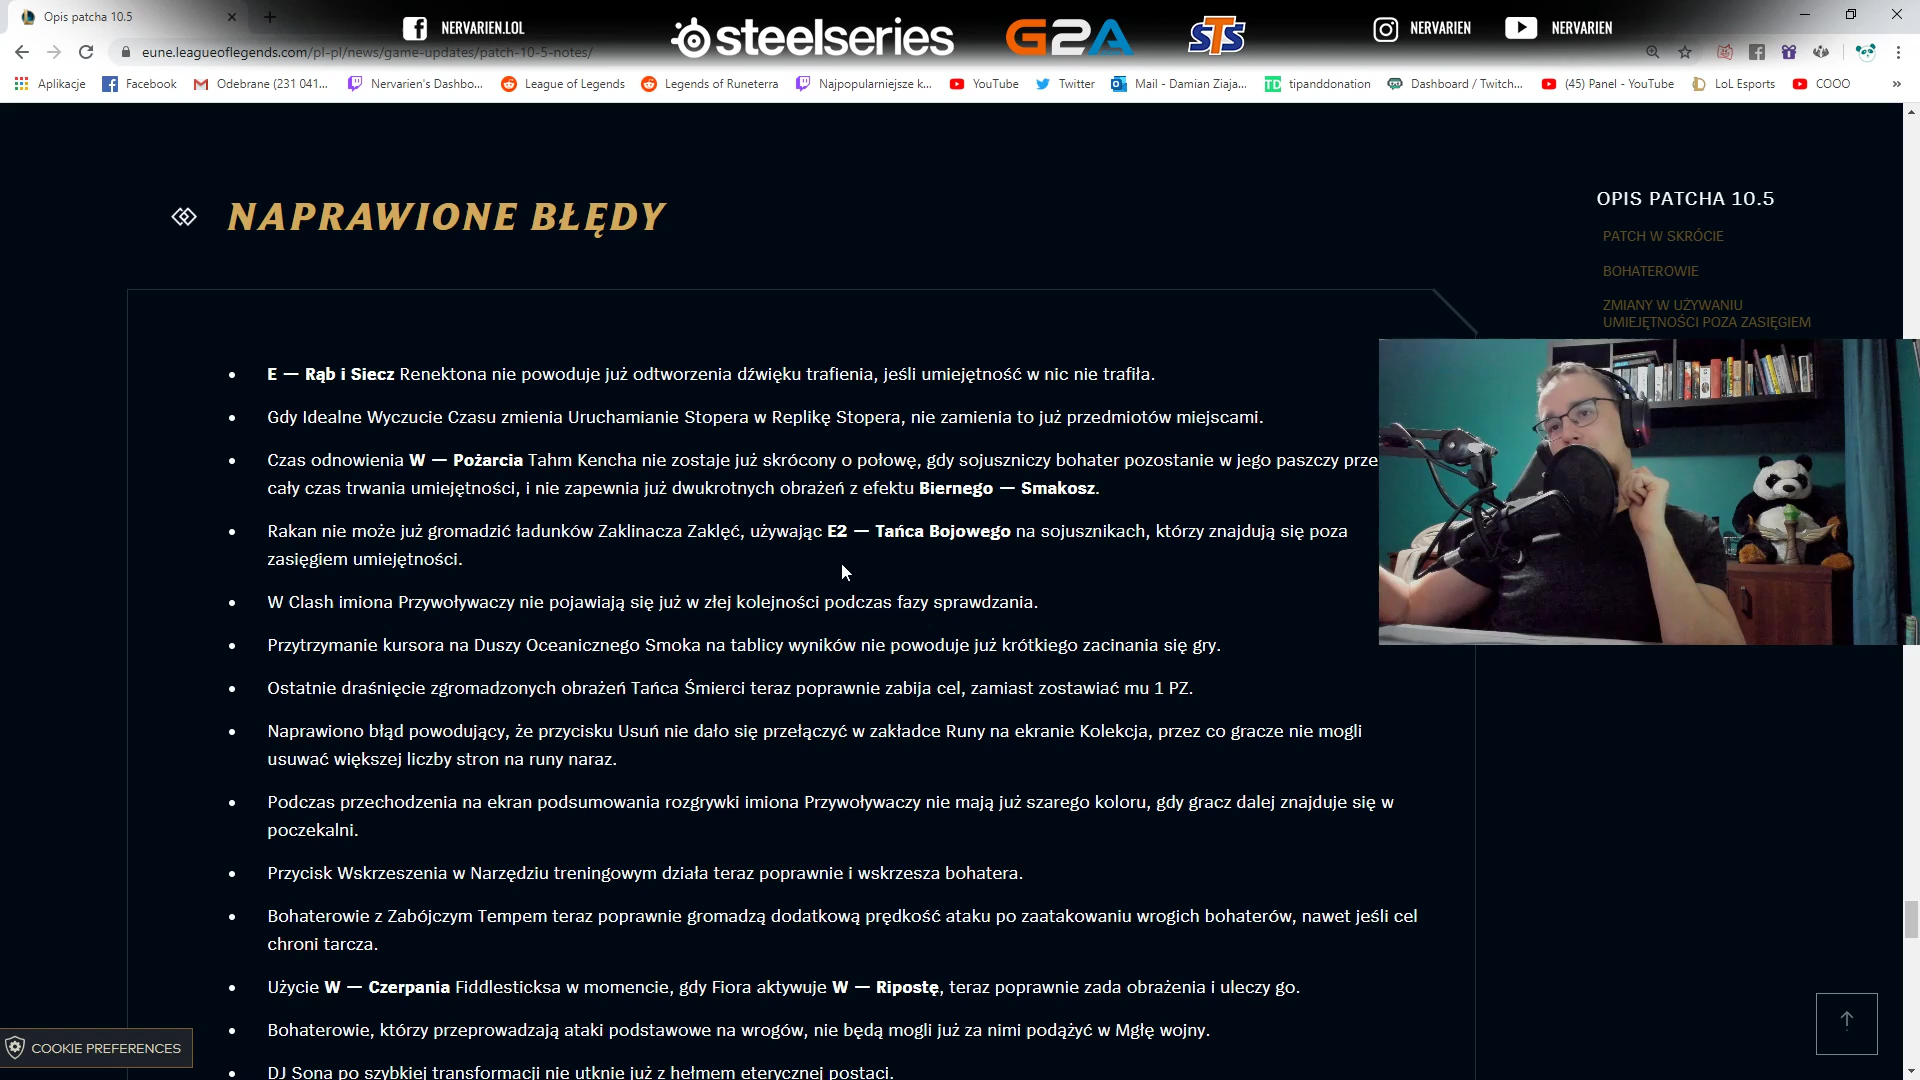 Opis patcha 10.5
NERVARIEN.LOL
steelseries
G2A
STS
NERVARIEN
NERVARIEN
eune.leagueoflegends.com/pl-pl/news/game-updates/patch-10-5-notes/
Aplikacje
Facebook
Odebrane (231 041...
Nervarien's Dashbo...
League of Legends
Legends of Runeterra
Najpopularniejsze k...
YouTube
Twitter
Mail - Damian Ziaja...
TD
tipanddonation
Dashboard / Twitch...
(45) Panel - YouTube
LoL Esports
COOO
»
NAPRAWIONE BŁĘDY
E — Rąb i Siecz Renektona nie powoduje już odtworzenia dźwięku trafienia, jeśli umiejętność w nic nie trafiła.
Gdy Idealne Wyczucie Czasu zmienia Uruchamianie Stopera w Replikę Stopera, nie zamienia to już przedmiotów miejscami.
Czas odnowienia W — Pożarcia Tahm Kencha nie zostaje już skrócony o połowę, gdy sojuszniczy bohater pozostanie w jego paszczy prze
cały czas trwania umiejętności, i nie zapewnia już dwukrotnych obrażeń z efektu Biernego — Smakosz.
Rakan nie może już gromadzić ładunków Zaklinacza Zaklęć, używając E2 — Tańca Bojowego na sojusznikach, którzy znajdują się poza
zasięgiem umiejętności.
W Clash imiona Przywoływaczy nie pojawiają się już w złej kolejności podczas fazy sprawdzania.
Przytrzymanie kursora na Duszy Oceanicznego Smoka na tablicy wyników nie powoduje już krótkiego zacinania się gry.
Ostatnie draśnięcie zgromadzonych obrażeń Tańca Śmierci teraz poprawnie zabija cel, zamiast zostawiać mu 1 PZ.
Naprawiono błąd powodujący, że przycisku Usuń nie dało się przełączyć w zakładce Runy na ekranie Kolekcja, przez co gracze nie mogli
usuwać większej liczby stron na runy naraz.
Podczas przechodzenia na ekran podsumowania rozgrywki imiona Przywoływaczy nie mają już szarego koloru, gdy gracz dalej znajduje się w
poczekalni.
Przycisk Wskrzeszenia w Narzędziu treningowym działa teraz poprawnie i wskrzesza bohatera.
Bohaterowie z Zabójczym Tempem teraz poprawnie gromadzą dodatkową prędkość ataku po zaatakowaniu wrogich bohaterów, nawet jeśli cel
chroni tarcza.
Użycie W — Czerpania Fiddlesticksa w momencie, gdy Fiora aktywuje W — Ripostę, teraz poprawnie zada obrażenia i uleczy go.
Bohaterowie, którzy przeprowadzają ataki podstawowe na wrogów, nie będą mogli już za nimi podążyć w Mgłę wojny.
DJ Sona po szybkiej transformacji nie utknie już z hełmem eterycznej postaci.
OPIS PATCHA 10.5
PATCH W SKRÓCIE
BOHATEROWIE
ZMIANY W UŻYWANIU
UMIEJĘTNOŚCI POZA ZASIĘGIEM
COOKIE PREFERENCES